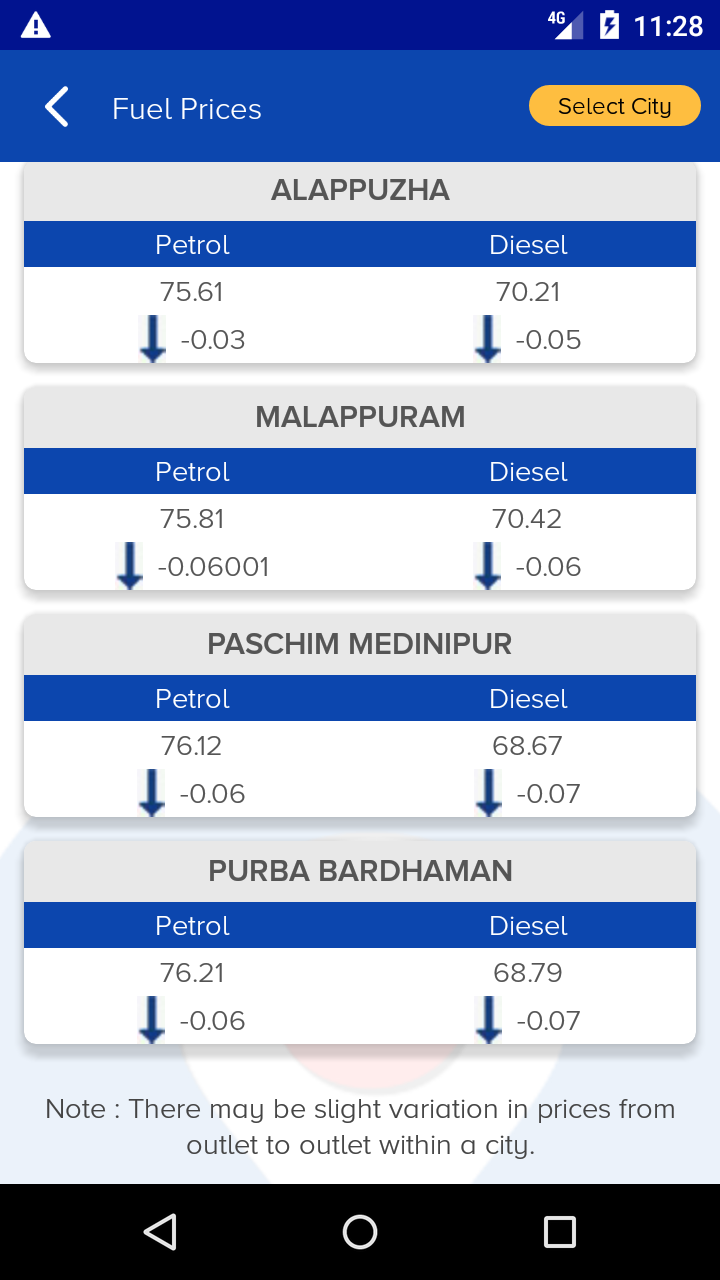 4G 11:28
Fuel Prices Select City
ALAPPUZHA
Petrol Diesel
75.61 70.21
-0.03 -0.05
MALAPPURAM
Petrol Diesel
75.81 70.42
-0.06001 -0.06
PASCHIM MEDINIPUR
Petrol Diesel
76.12 68.67
-0.06 -0.07
PURBA BARDHAMAN
Petrol Diesel
76.21 68.79
-0.06 -0.07
Note : There may be slight variation in prices from
outlet to outlet within a city.